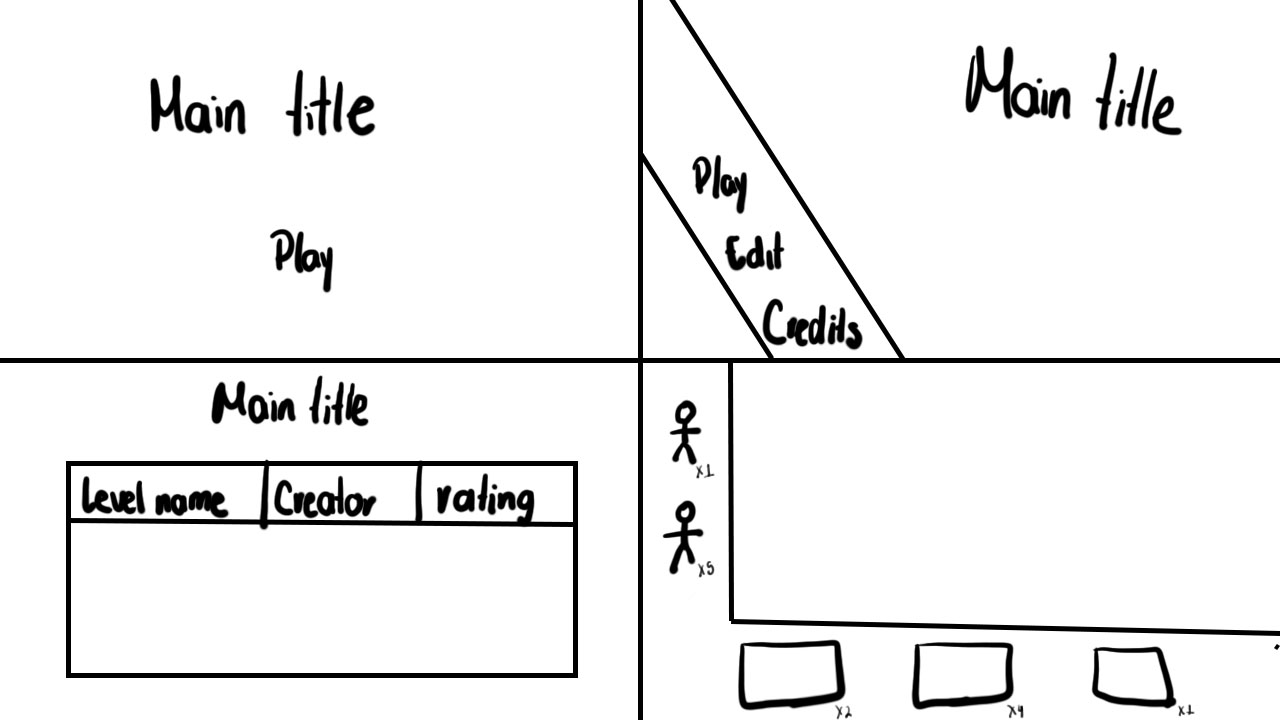 Main title
Play
Main title
Play
Edit
Credits
Main title
Level name Creator rating
x1
x5
x2 x4 x1